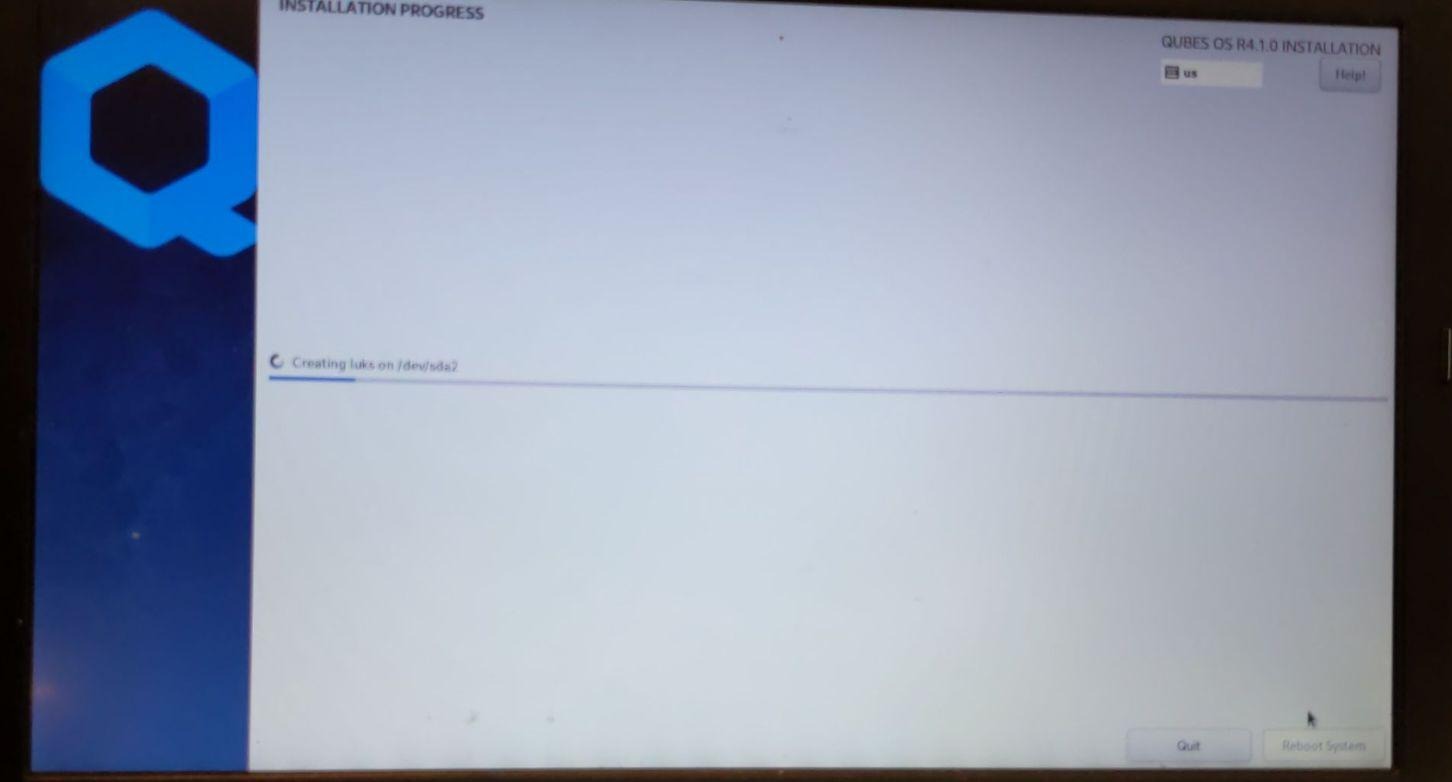 INSTALLATION PROGRESS
QUBES OS R4.1.0 INSTALLATION
us
Help!
Creating luks on /dev/sda2
Quit
Reboot System